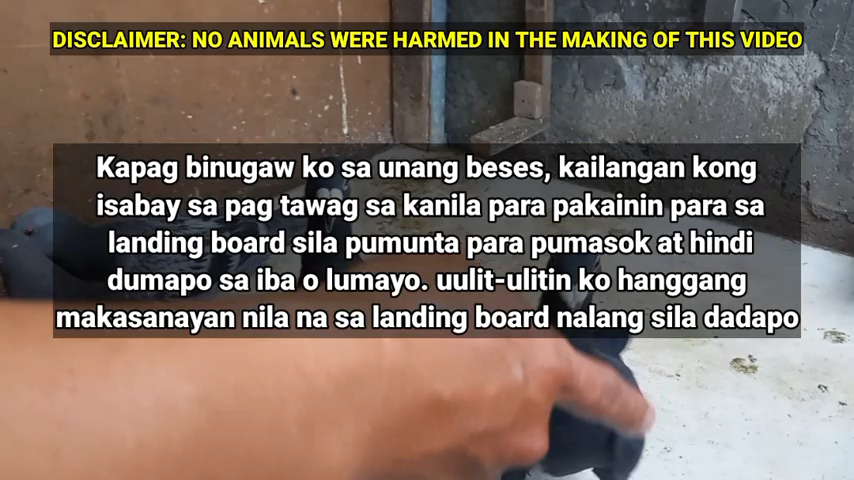 DISCLAIMER: NO ANIMALS WERE HARMED IN THE MAKING OF THIS VIDEO
Kapag binugaw ko sa unang beses, kailangan kong
isabay sa pag tawag sa kanila para pakainin para sa
landing board sila pumunta para pumasok at hindi
dumapo sa iba o lumayo. uulit-ulitin ko hanggang
makasanayan nila na sa landing board nalang sila dadapo